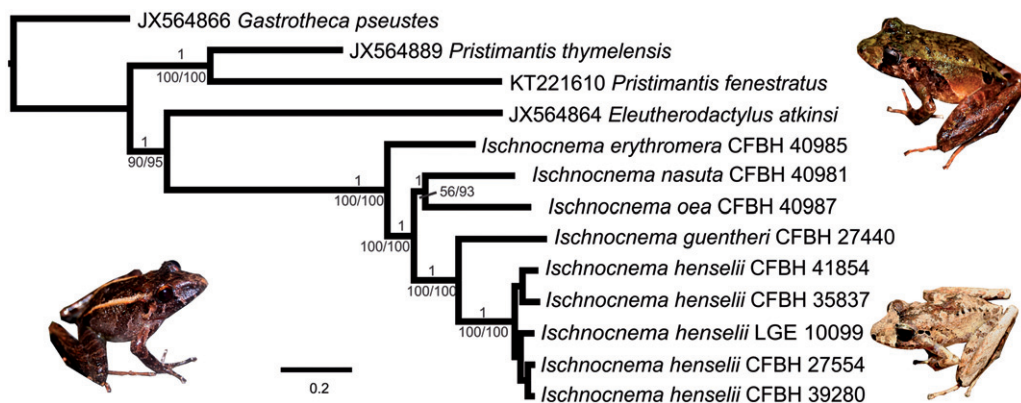 JX564866 Gastrotheca pseustes
1
JX564889 Pristimantis thymelensis
100/100
KT221610 Pristimantis fenestratus
JX564864 Eleutherodactylus atkinsi
1
90/95
Ischnocnema erythromera CFBH 40985
1
100/100
1
Ischnocnema nasuta CFBH 40981
56/93
Ischnocnema oea CFBH 40987
1
100/100
Ischnocnema guentheri CFBH 27440
1
100/100
Ischnocnema henselii CFBH 41854
Ischnocnema henselii CFBH 35837
1
100/100
Ischnocnema henselii LGE 10099
Ischnocnema henselii CFBH 27554
Ischnocnema henselii CFBH 39280
0.2